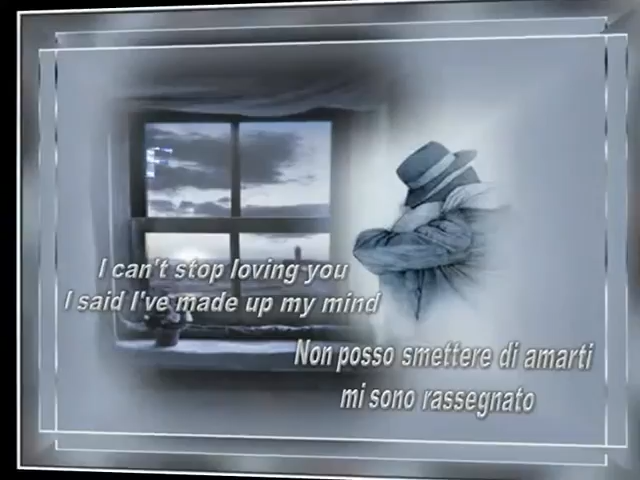 I can't stop loving you
I said I've made up my mind
Non posso smettere di amarti
mi sono rassegnato